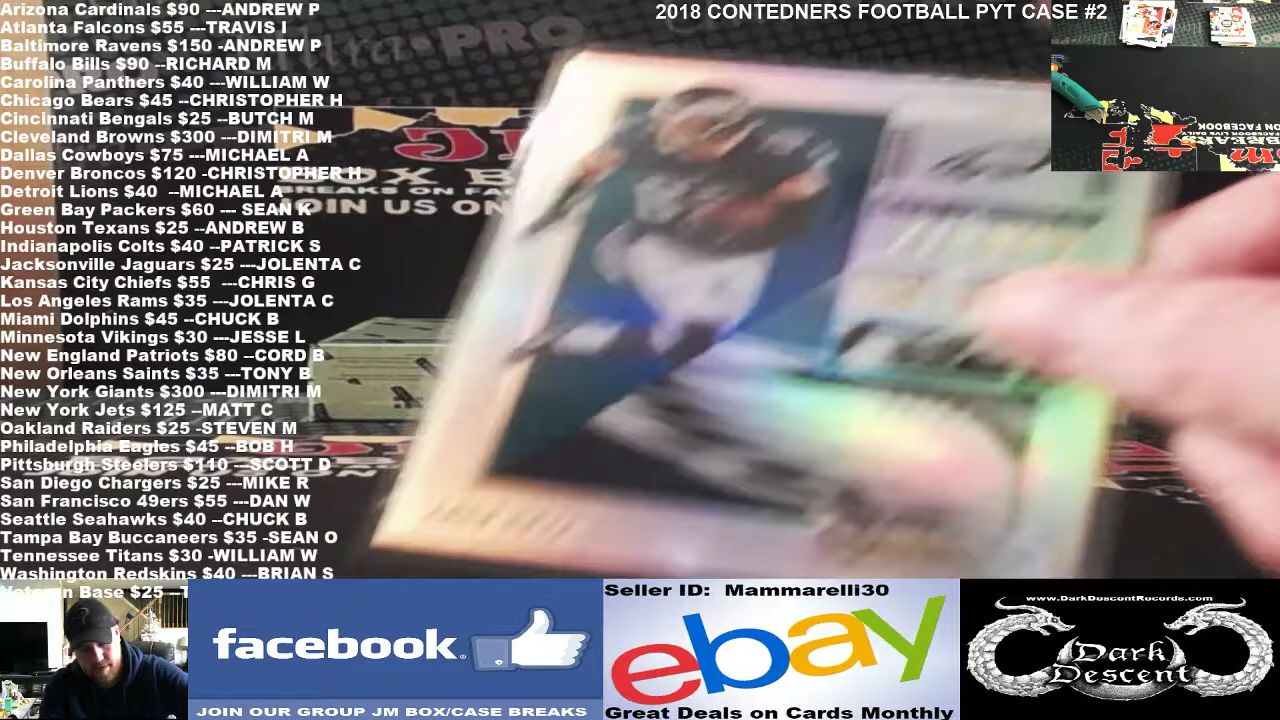 Arizona Cardinals $90 ---ANDREW P
Atlanta Falcons $55 ---TRAVIS I
Baltimore Ravens $150 -ANDREW P
Buffalo Bills $90 --RICHARD M
Carolina Panthers $40 ---WILLIAM W
Chicago Bears $45 --CHRISTOPHER H
Cincinnati Bengals $25 --BUTCH M
Cleveland Browns $300 ---DIMITRI M
Dallas Cowboys $75 ---MICHAEL A
Denver Broncos $120 -CHRISTOPHER H
Detroit Lions $40 --MICHAEL A
Green Bay Packers $60 --- SEAN K
Houston Texans $25 --ANDREW B
Indianapolis Colts $40 --PATRICK S
Jacksonville Jaguars $25 ---JOLENTA C
Kansas City Chiefs $55 ---CHRIS G
Los Angeles Rams $35 --JOLENTA C
Miami Dolphins $45 --CHUCK B
Minnesota Vikings $30 ---JESSE L
New England Patriots $80 --CORD B
New Orleans Saints $35 ---TONY B
New York Giants $300 ---DIMITRI M
New York Jets $125 --MATT C
Oakland Raiders $25 -STEVEN M
Philadelphia Eagles $45 --BOB H
Pittsburgh Steelers $110 ---SCOTT D
San Diego Chargers $25 ---MIKE R
San Francisco 49ers $55 ---DAN W
Seattle Seahawks $40 --CHUCK B
Tampa Bay Buccaneers $35 -SEAN O
Tennessee Titans $30 -WILLIAM W
Washington Redskins $40 ---BRIAN S
Base $25
2018 CONTEDNERS FOOTBALL PYT CASE #2
PRO
BREAKS ON
JOIN US ON
ON FACEBOOK
facebook.
JOIN OUR GROUP JM BOX/CASE BREAKS
Seller ID: Mammarelli30
ebay
Great Deals on Cards Monthly
www.DarkDescentRecords.com
Dark
Descent